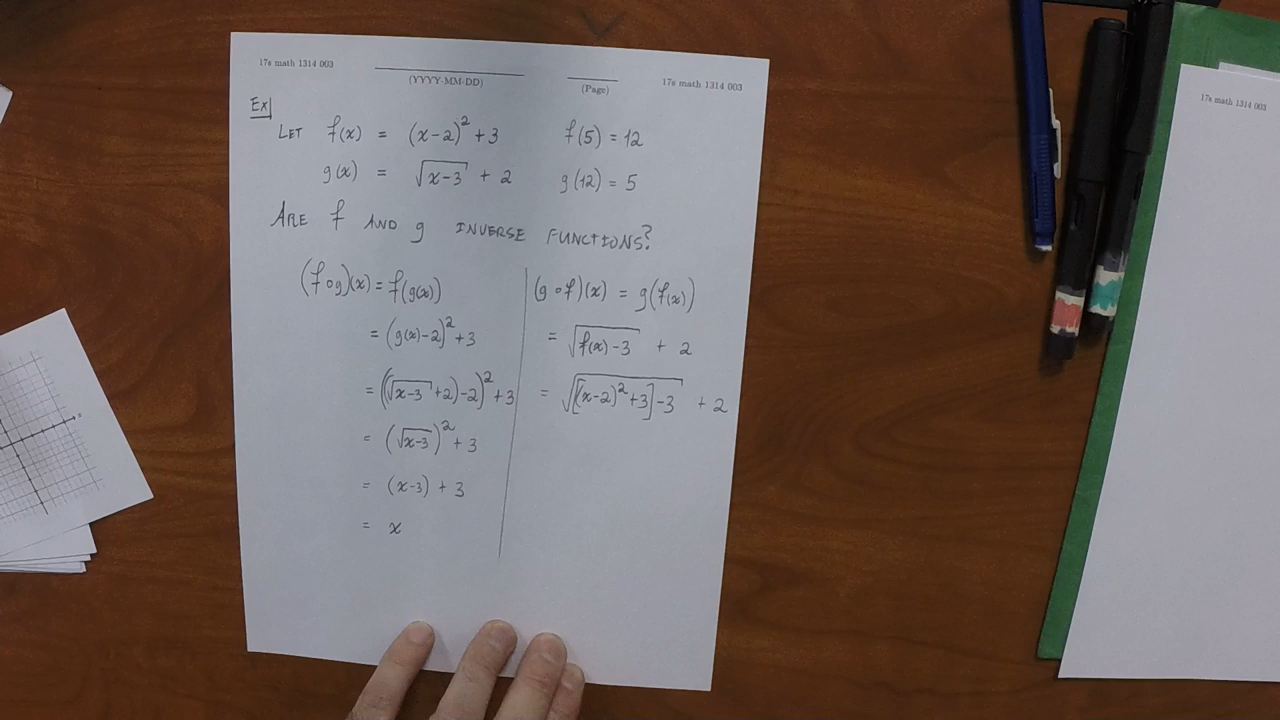 17s math 1314 003
(YYYY-MM-DD)
(Page)
17s math 1314 003
Ex
LET f(x) = (x-2)² + 3 f(5) = 12
g(x) = √(x-3) + 2 g(12) = 5
ARE f AND g INVERSE FUNCTIONS?
(f∘g)(x) = f(g(x))
= (g(x)-2)² + 3
= ((√(x-3) + 2) - 2)² + 3
= (√(x-3))² + 3
= (x-3) + 3
= x
(g∘f)(x) = g(f(x))
= √(f(x)-3) + 2
= √([(x-2)² + 3] - 3) + 2
17s math 1314 003
x